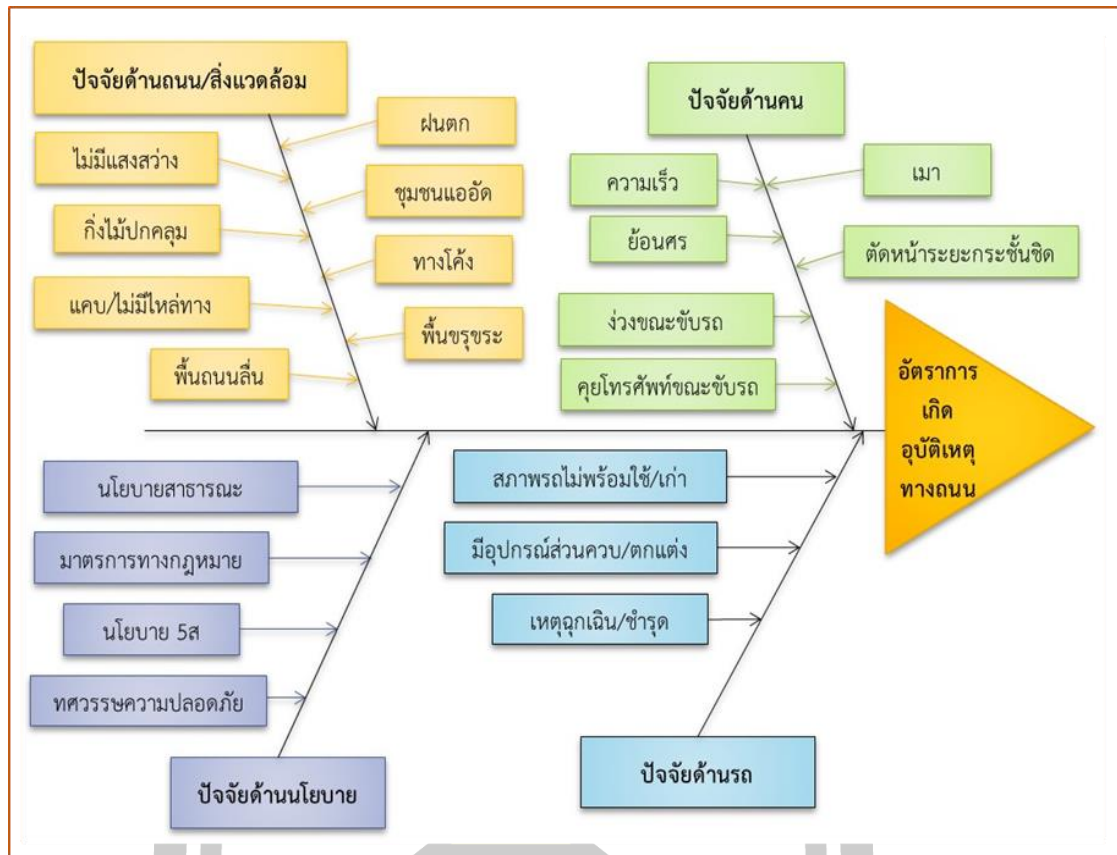 ปัจจัยด้านถนน/สิ่งแวดล้อม
ฝนตก
ไม่มีแสงสว่าง
ชุมชนแออัด
กิ่งไม้ปกคลุม
ทางโค้ง
แคบ/ไม่มีไหล่ทาง
พื้นขรุขระ
พื้นถนนลื่น
ปัจจัยด้านคน
ความเร็ว
เมา
ย้อนศร
ตัดหน้าระยะกระชั้นชิด
ง่วงขณะขับรถ
คุยโทรศัพท์ขณะขับรถ
อัตราการ
เกิด
อุบัติเหตุ
ทางถนน
นโยบายสาธารณะ
มาตรการทางกฎหมาย
นโยบาย 5ส
ทศวรรษความปลอดภัย
ปัจจัยด้านนโยบาย
สภาพรถไม่พร้อมใช้/เก่า
มีอุปกรณ์ส่วนควบ/ตกแต่ง
เหตุฉุกเฉิน/ชำรุด
ปัจจัยด้านรถ